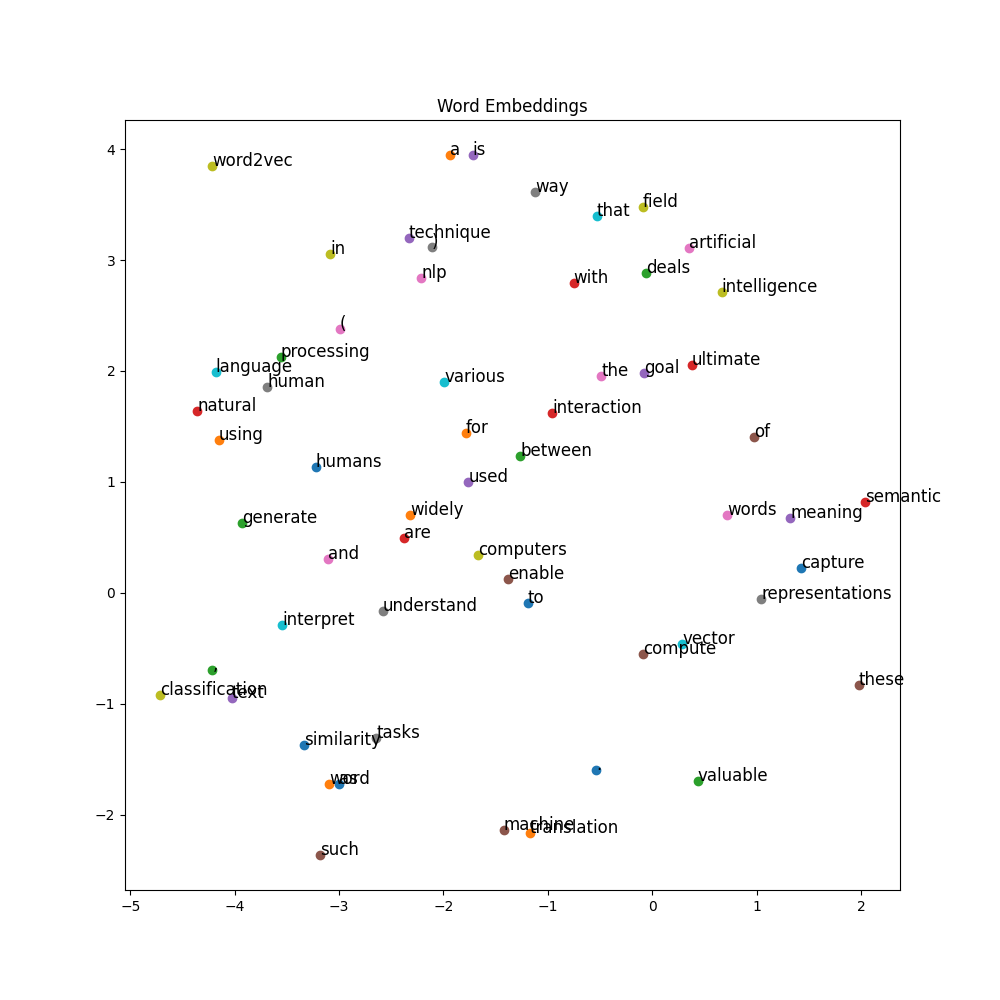 Word Embeddings
a is
word2vec
way
field
that
technique
)
artificial
in
deals
nlp
with
intelligence
(
processing
ultimate
language
the goal
human
various
natural
interaction
using
for
of
between
humans
used
semantic
widely
words
meaning
generate
are
computers
and
capture
enable
representations
to
understand
interpret
vector
compute
,
these
classification
text
tasks
similarity
.
valuable
as
word
machine
translation
such
4
3
2
1
0
−1
−2
−5 −4 −3 −2 −1 0 1 2